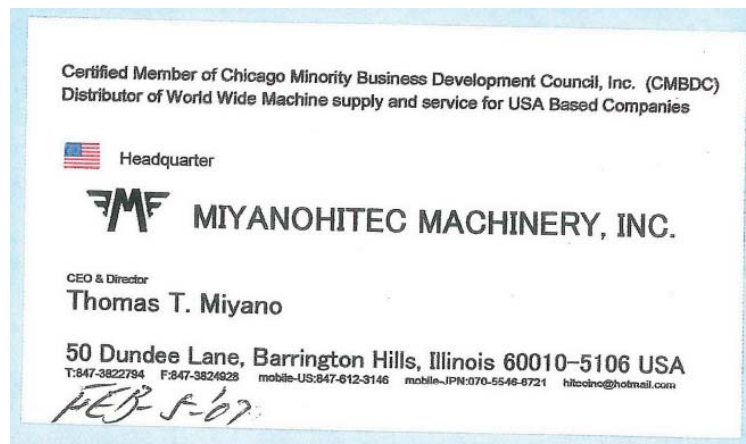 Certified Member of Chicago Minority Business Development Council, Inc. (CMBDC)
Distributor of World Wide Machine supply and service for USA Based Companies
Headquarter
MIYANOHITEC MACHINERY, INC.
CEO & Director
Thomas T. Miyano
50 Dundee Lane, Barrington Hills, Illinois 60010-5106 USA
T:847-3822794 F:847-3824928 mobile-US:847-612-3146 mobile-JPN:070-5546-6721 hitecinc@hotmail.com
FEB-5-'07